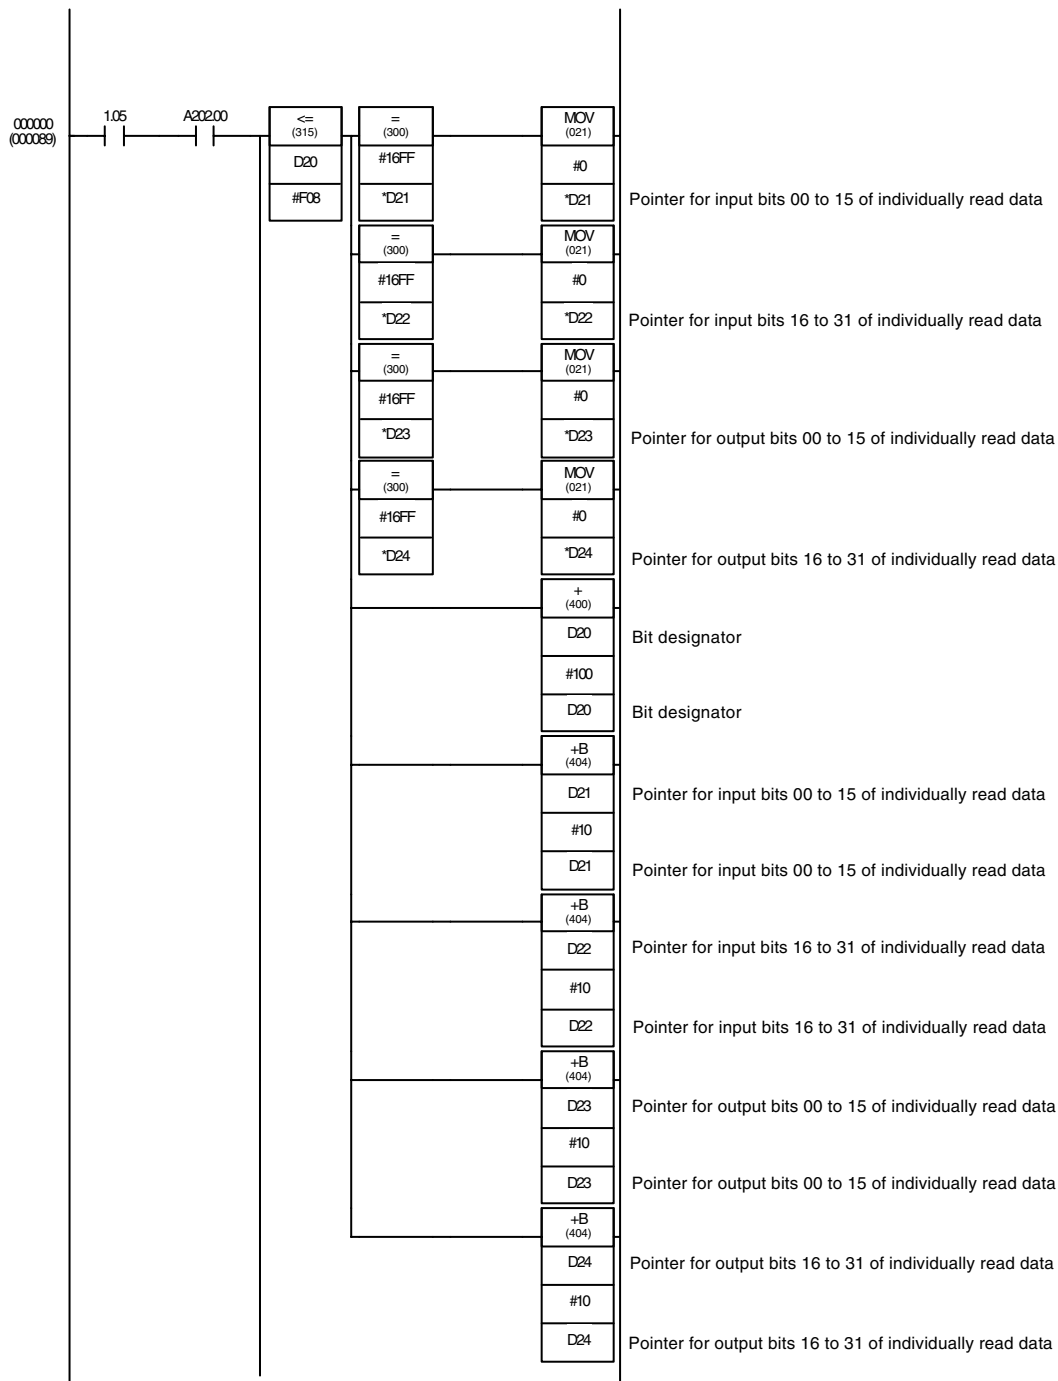 000000
(000089)
1.05
A202.00
<=
(315)
D20
#F08
=
(300)
#16FF
*D21
MOV
(021)
#0
*D21
Pointer for input bits 00 to 15 of individually read data
=
(300)
#16FF
*D22
MOV
(021)
#0
*D22
Pointer for input bits 16 to 31 of individually read data
=
(300)
#16FF
*D23
MOV
(021)
#0
*D23
Pointer for output bits 00 to 15 of individually read data
=
(300)
#16FF
*D24
MOV
(021)
#0
*D24
Pointer for output bits 16 to 31 of individually read data
+
(400)
D20
Bit designator
#100
D20
Bit designator
+B
(404)
D21
Pointer for input bits 00 to 15 of individually read data
#10
D21
Pointer for input bits 00 to 15 of individually read data
+B
(404)
D22
Pointer for input bits 16 to 31 of individually read data
#10
D22
Pointer for input bits 16 to 31 of individually read data
+B
(404)
D23
Pointer for output bits 00 to 15 of individually read data
#10
D23
Pointer for output bits 00 to 15 of individually read data
+B
(404)
D24
Pointer for output bits 16 to 31 of individually read data
#10
D24
Pointer for output bits 16 to 31 of individually read data